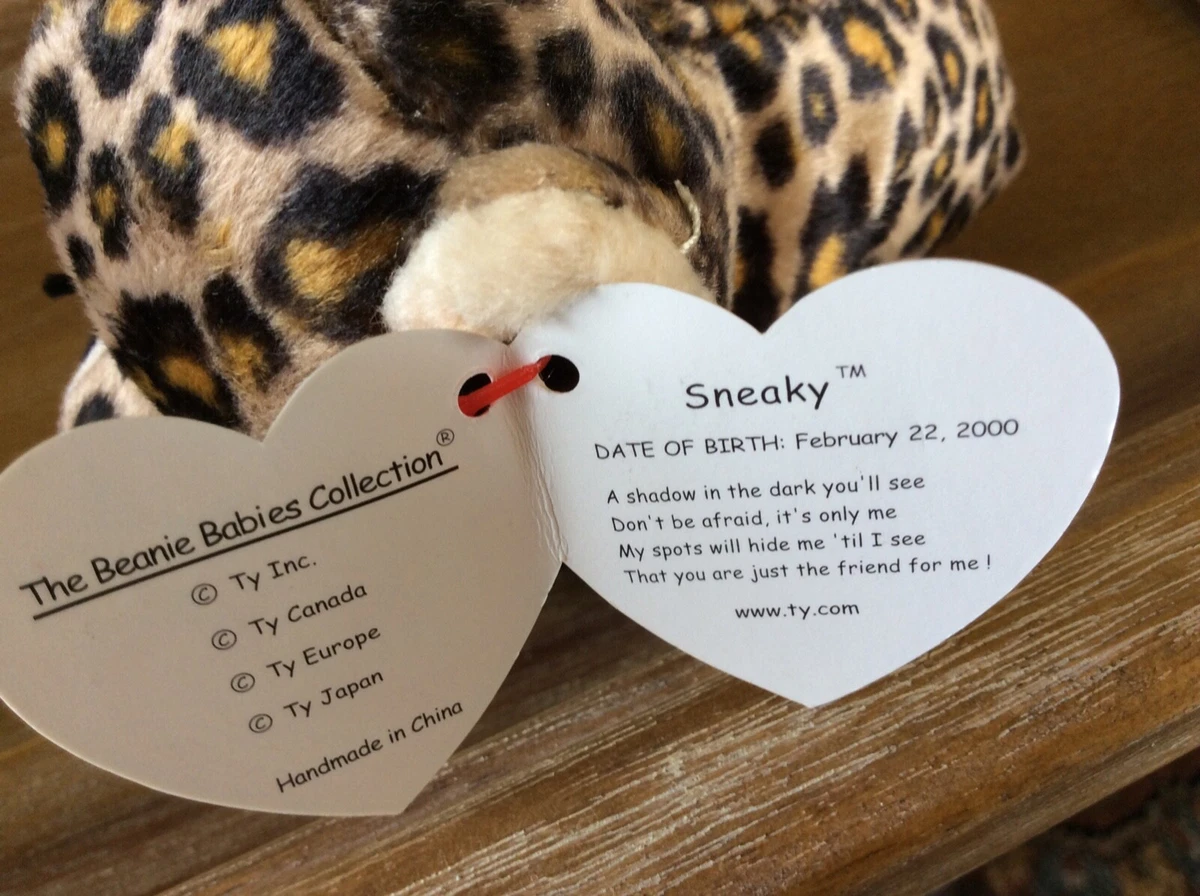 The Beanie Babies Collection®
© Ty Inc.
© Ty Canada
© Ty Europe
© Ty Japan
Handmade in China
Sneaky™
DATE OF BIRTH: February 22, 2000
A shadow in the dark you'll see
Don't be afraid, it's only me
My spots will hide me 'til I see
That you are just the friend for me !
www.ty.com